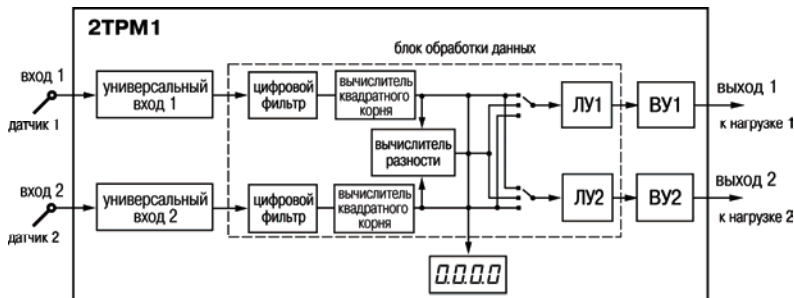 2ТРМ1
блок обработки данных
вход 1
датчик 1
универсальный
вход 1
цифровой
фильтр
вычислитель
квадратного
корня
ЛУ1
ВУ1
выход 1
к нагрузке 1
вычислитель
разности
вход 2
датчик 2
универсальный
вход 2
цифровой
фильтр
вычислитель
квадратного
корня
ЛУ2
ВУ2
выход 2
к нагрузке 2
0.0.0.0